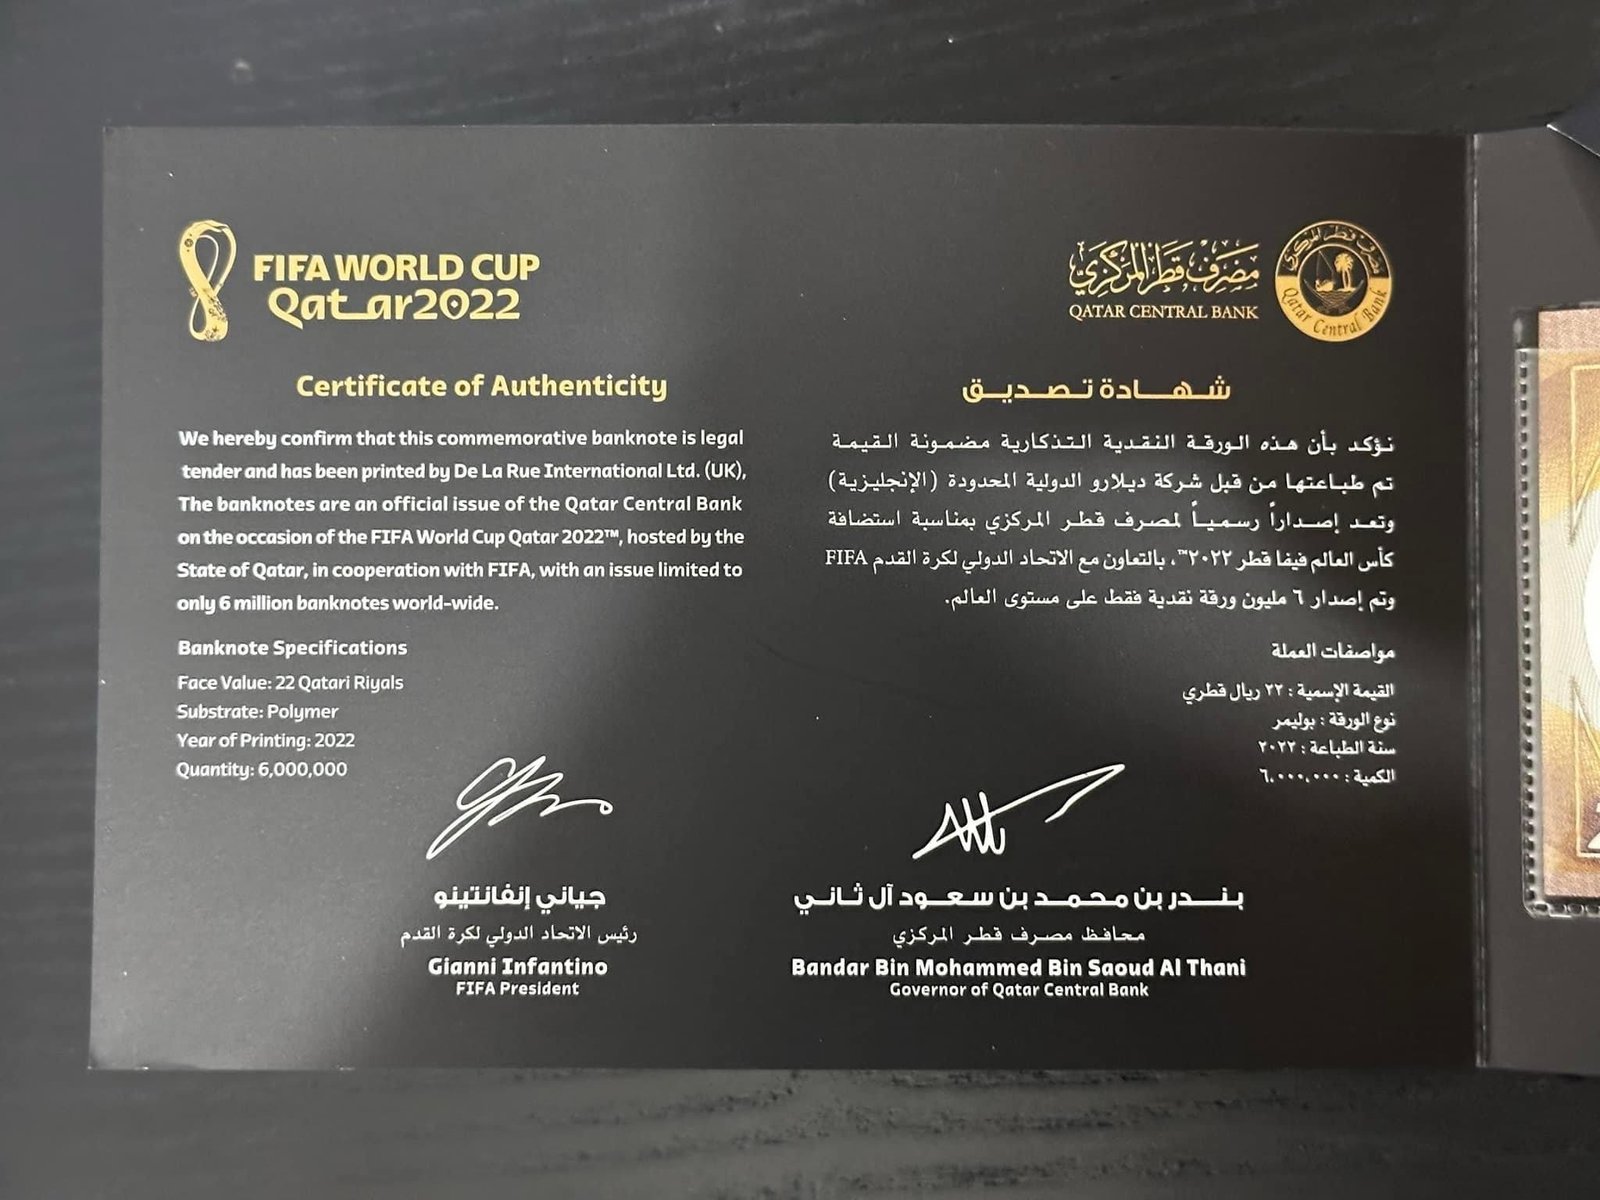 FIFA WORLD CUP
Qatar2022
Certificate of Authenticity
We hereby confirm that this commemorative banknote is legal
tender and has been printed by De La Rue International Ltd. (UK),
The banknotes are an official issue of the Qatar Central Bank
on the occasion of the FIFA World Cup Qatar 2022™, hosted by the
State of Qatar, in cooperation with FIFA, with an issue limited to
only 6 million banknotes world-wide.
Banknote Specifications
Face Value: 22 Qatari Riyals
Substrate: Polymer
Year of Printing: 2022
Quantity: 6,000,000
جياني إنفانتينو
رئيس الاتحاد الدولي لكرة القدم
Gianni Infantino
FIFA President
مصرف قطر المركزي
QATAR CENTRAL BANK
مصرف قطر المركزي
Qatar Central Bank
شهادة تصديق
نؤكد بأن هذه الورقة النقدية التذكارية مضمونة القيمة
تم طباعتها من قبل شركة ديلارو الدولية المحدودة (الإنجليزية)
وتعد إصداراً رسمياً لمصرف قطر المركزي بمناسبة استضافة
كأس العالم فيفا قطر ٢٠٢٢™، بالتعاون مع الاتحاد الدولي لكرة القدم FIFA
وتم إصدار ٦ مليون ورقة نقدية فقط على مستوى العالم.
مواصفات العملة
القيمة الإسمية : ٢٢ ريال قطري
نوع الورقة : بوليمر
سنة الطباعة : ٢٠٢٢
الكمية : ٦,٠٠٠,٠٠٠
بندر بن محمد بن سعود آل ثاني
محافظ مصرف قطر المركزي
Bandar Bin Mohammed Bin Saoud Al Thani
Governor of Qatar Central Bank